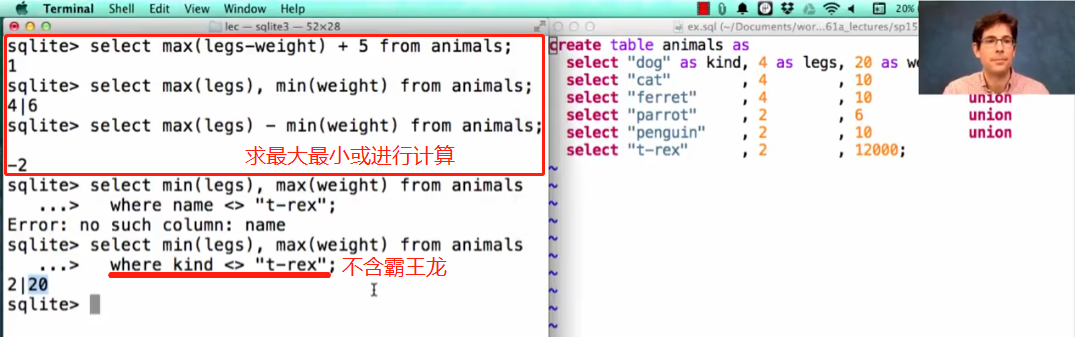 Terminal Shell Edit View Window Help
20%
lec — sqlite3 — 52×28
sqlite> select max(legs-weight) + 5 from animals;
1
sqlite> select max(legs), min(weight) from animals;
4|6
sqlite> select max(legs) - min(weight) from animals;
-2
求最大最小或进行计算
sqlite> select min(legs), max(weight) from animals
...> where name <> "t-rex";
Error: no such column: name
sqlite> select min(legs), max(weight) from animals
...> where kind <> "t-rex"; 不含霸王龙
2|20
sqlite>
ex.sql (~/Documents/wor...61a_lectures/sp15
create table animals as
select "dog" as kind, 4 as legs, 20 as we
select "cat" , 4 , 10
select "ferret" , 4 , 10 union
select "parrot" , 2 , 6 union
select "penguin" , 2 , 10 union
select "t-rex" , 2 , 12000;
~
~
~
~
~
~
~
~
~